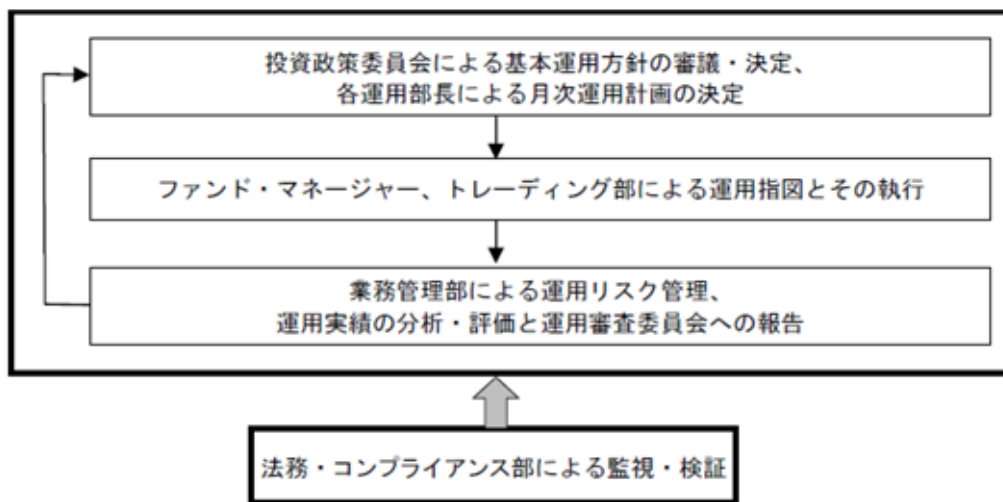 投資政策委員会による基本運用方針の審議・決定、
各運用部長による月次運用計画の決定
ファンド・マネージャー、トレーディング部による運用指図とその執行
業務管理部による運用リスク管理、
運用実績の分析・評価と運用審査委員会への報告
法務・コンプライアンス部による監視・検証